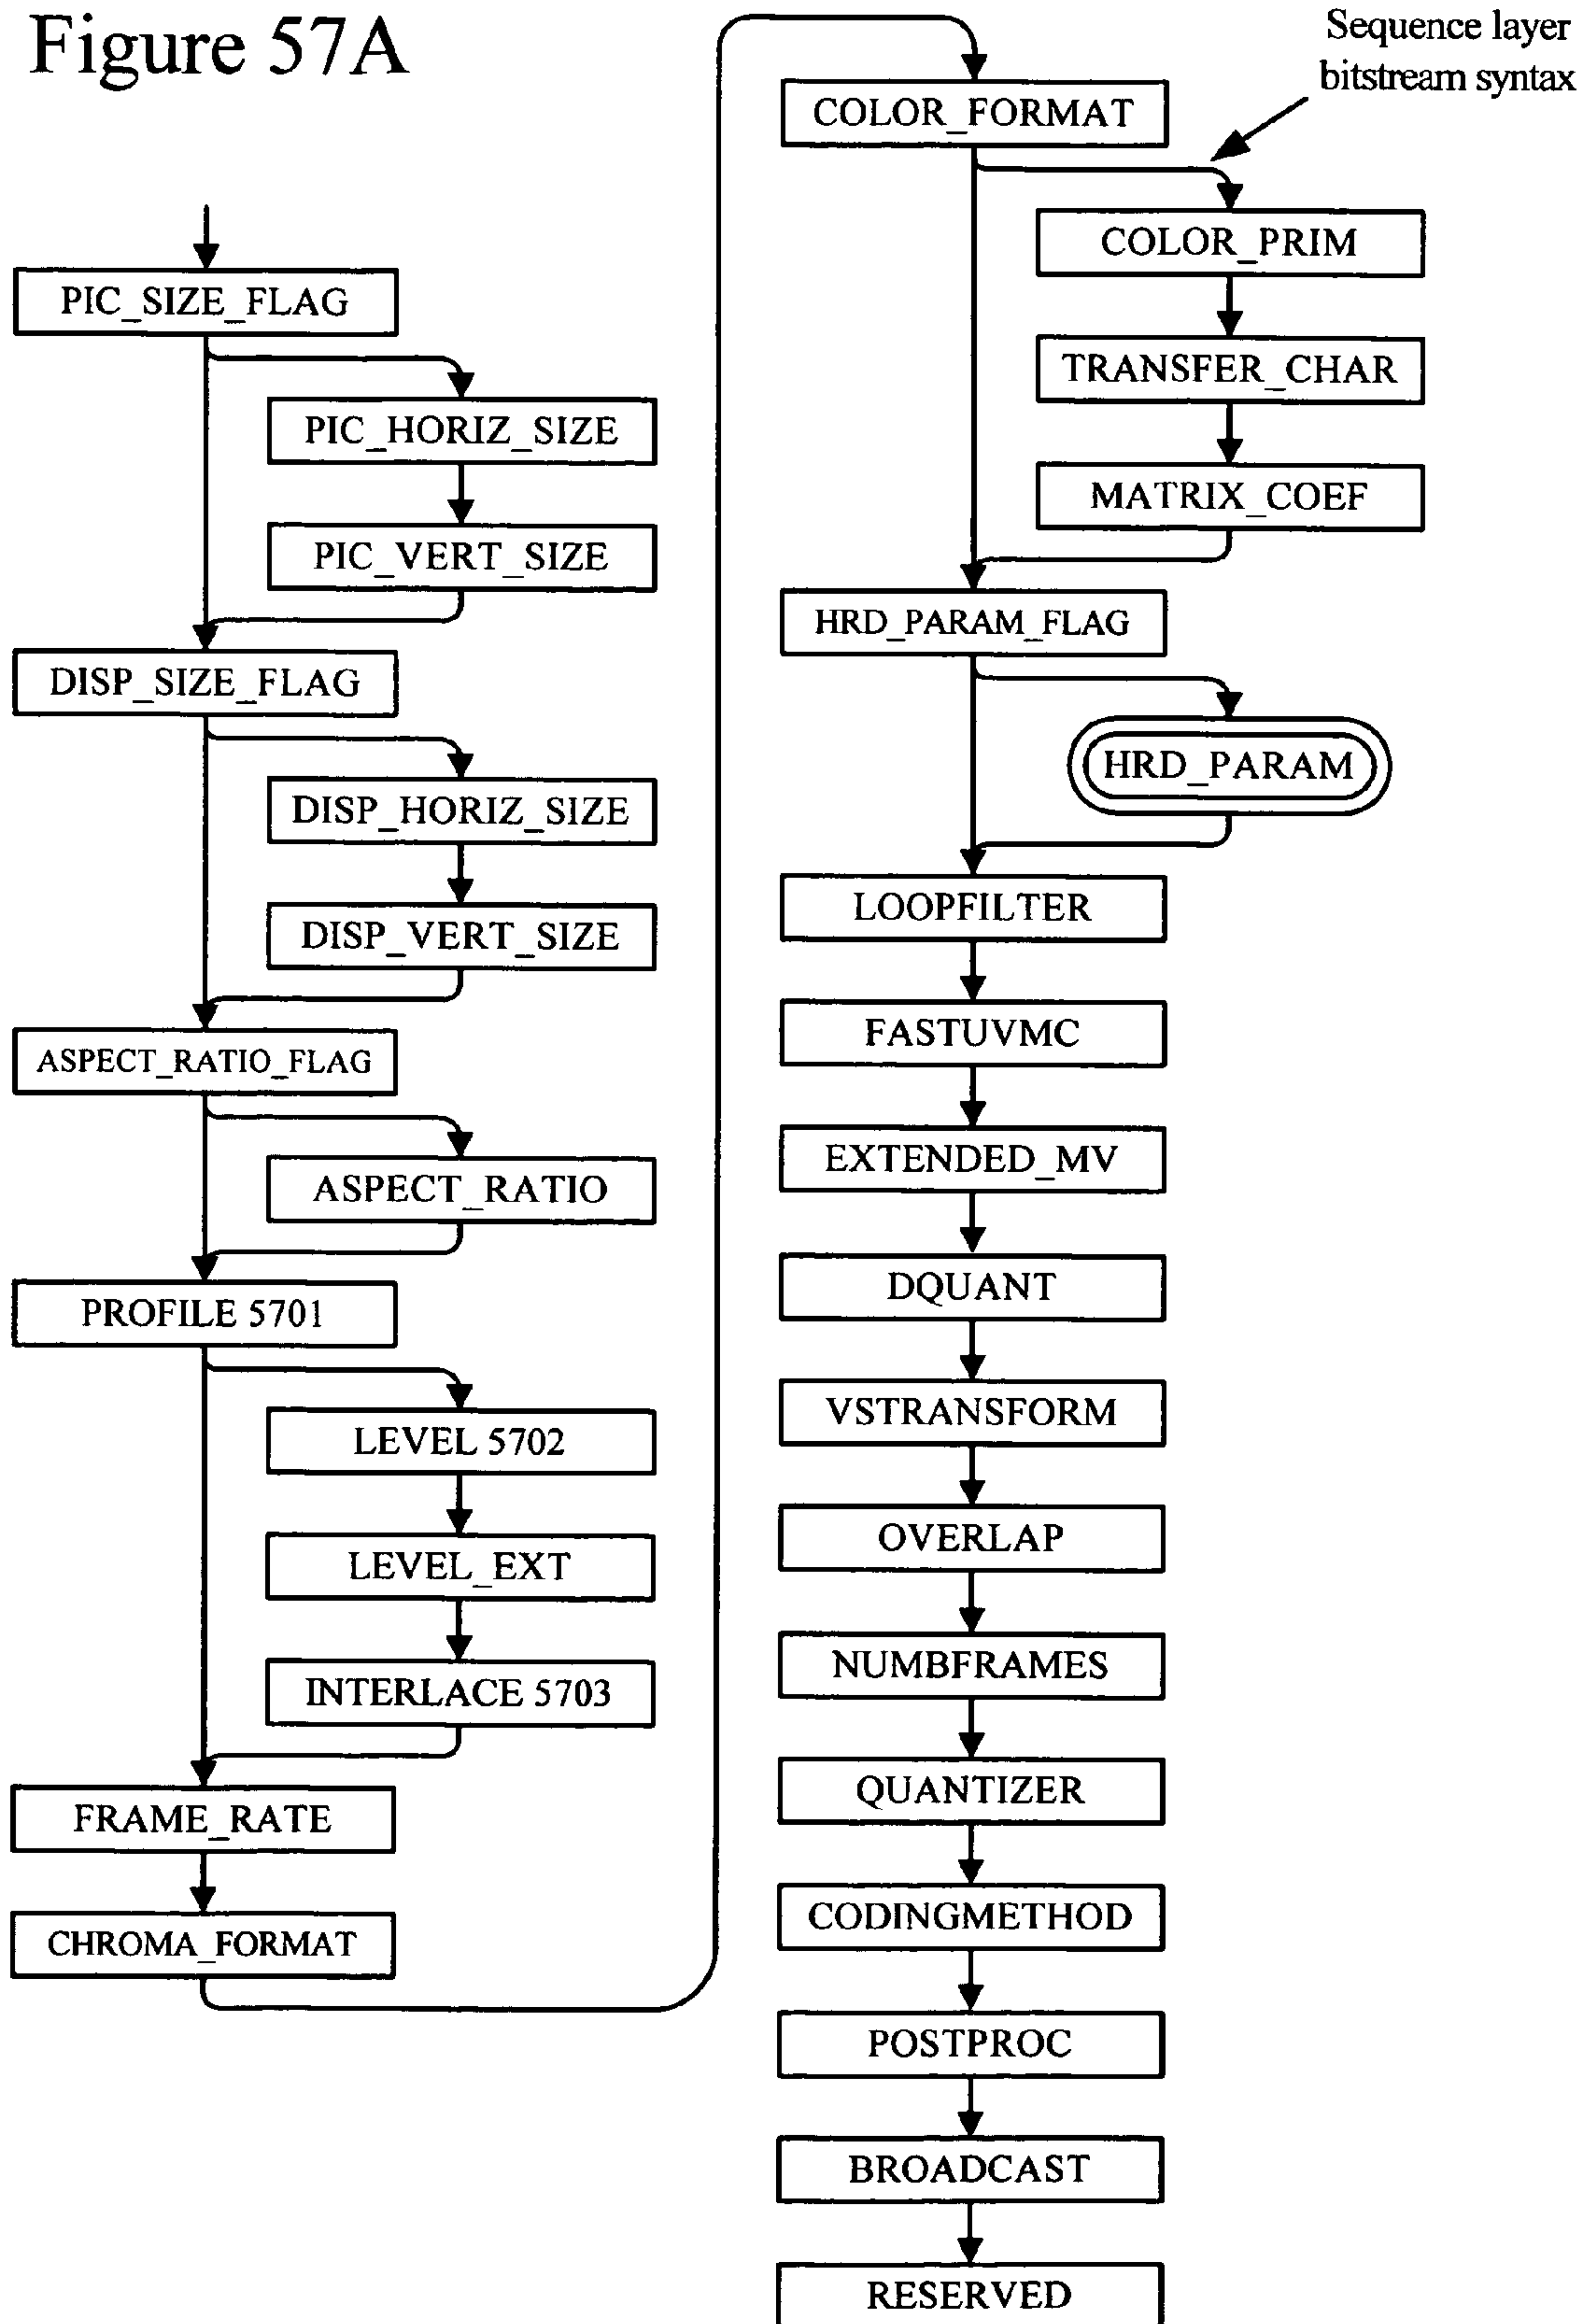 Figure 57A
PIC_SIZE_FLAG
PIC_HORIZ_SIZE
PIC_VERT_SIZE
DISP_SIZE_FLAG
DISP_HORIZ_SIZE
DISP_VERT_SIZE
ASPECT_RATIO_FLAG
ASPECT_RATIO
PROFILE 5701
LEVEL 5702
LEVEL_EXT
INTERLACE 5703
FRAME_RATE
CHROMA_FORMAT
Sequence layer
bitstream syntax
COLOR_FORMAT
COLOR_PRIM
TRANSFER_CHAR
MATRIX_COEF
HRD_PARAM_FLAG
HRD_PARAM
LOOPFILTER
FASTUVMC
EXTENDED_MV
DQUANT
VSTRANSFORM
OVERLAP
NUMBFRAMES
QUANTIZER
CODINGMETHOD
POSTPROC
BROADCAST
RESERVED